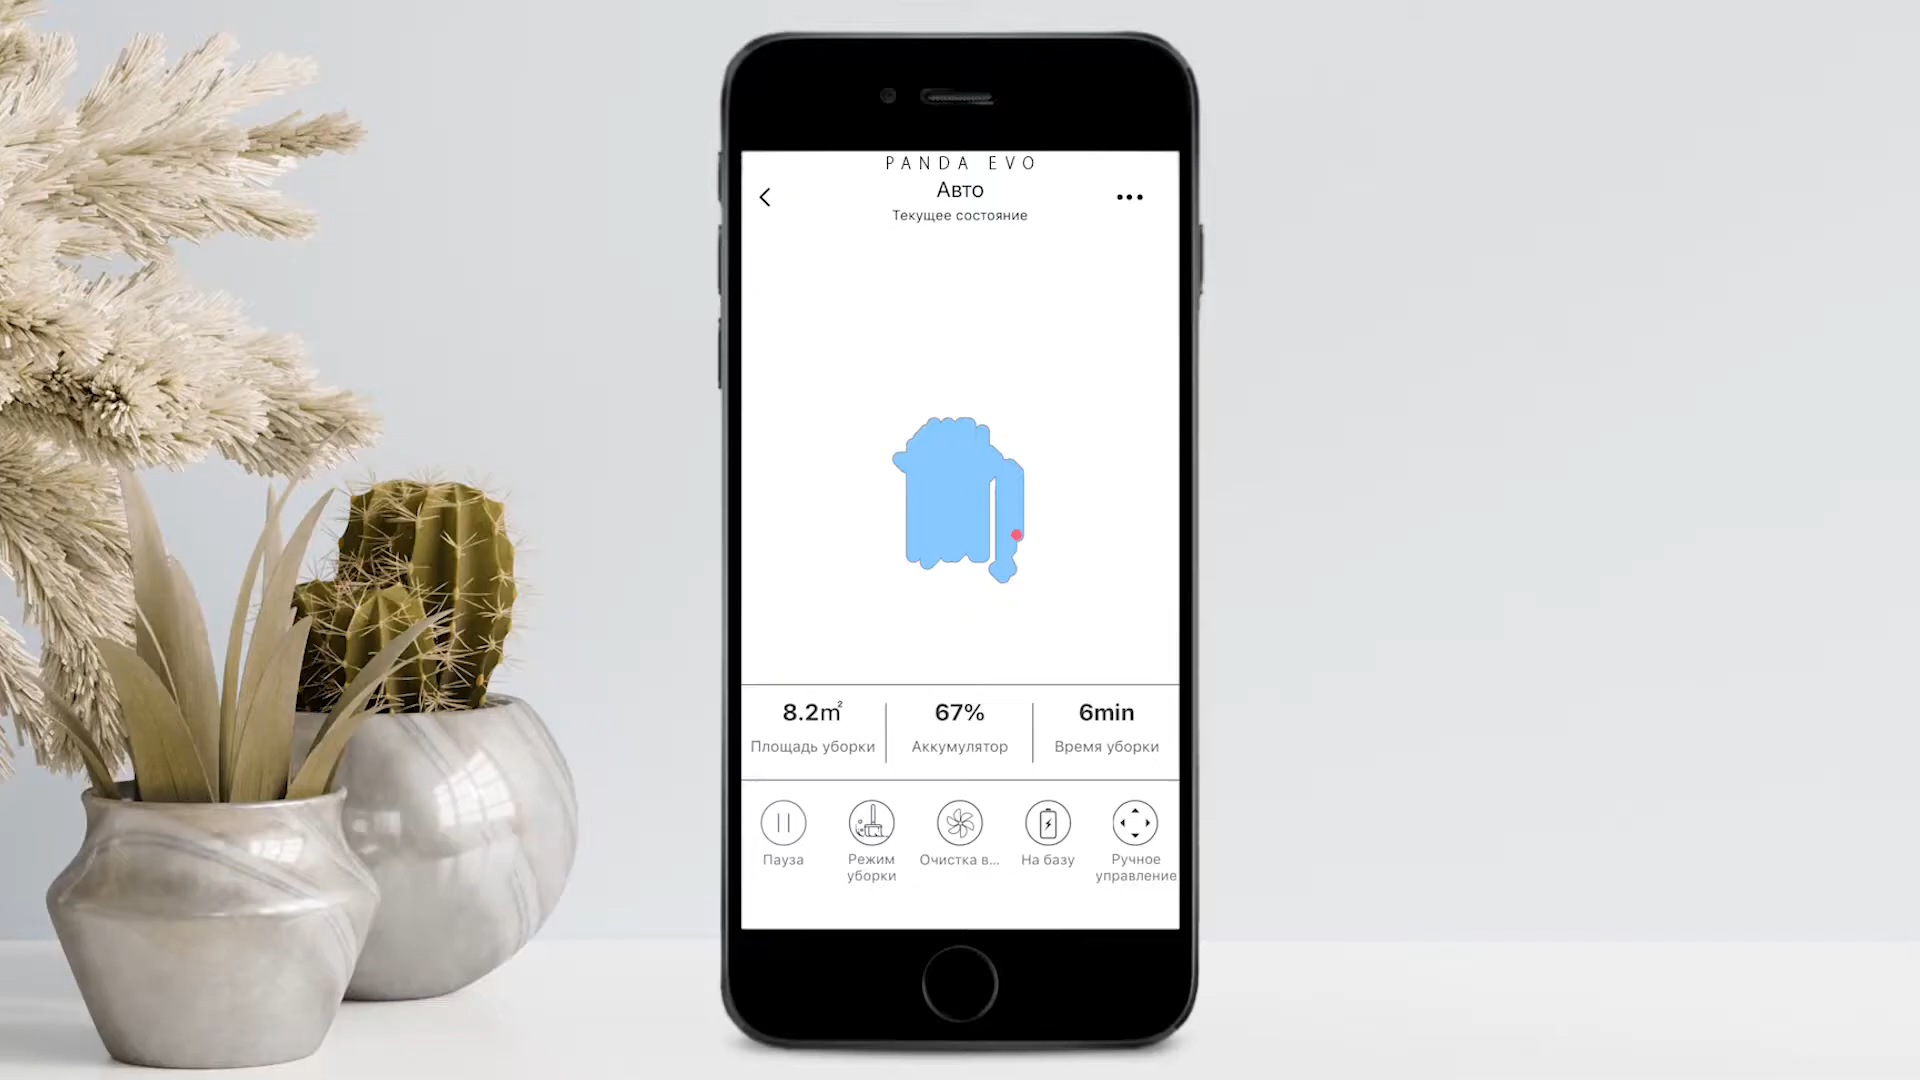 PANDA EVO
Авто
Текущее состояние
8.2m² 67% 6min
Площадь уборки Аккумулятор Время уборки
Пауза Режим уборки Очистка в... На базу Ручное управление